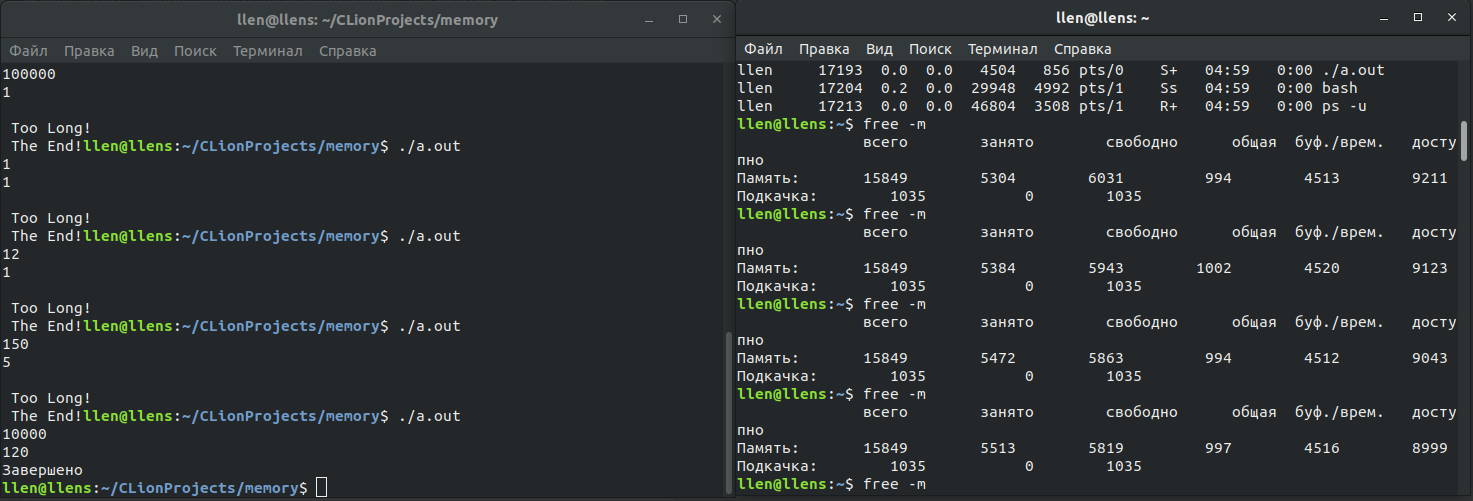 llen@llens: ~/CLionProjects/memory
Файл Правка Вид Поиск Терминал Справка
100000
1
Too Long!
The End!llen@llens:~/CLionProjects/memory$ ./a.out
1
1
Too Long!
The End!llen@llens:~/CLionProjects/memory$ ./a.out
12
1
Too Long!
The End!llen@llens:~/CLionProjects/memory$ ./a.out
150
5
Too Long!
The End!llen@llens:~/CLionProjects/memory$ ./a.out
10000
120
Завершено
llen@llens:~/CLionProjects/memory$
llen@llens: ~
Файл Правка Вид Поиск Терминал Справка
llen 17193 0.0 0.0 4504 856 pts/0 S+ 04:59 0:00 ./a.out
llen 17204 0.2 0.0 29948 4992 pts/1 Ss 04:59 0:00 bash
llen 17213 0.0 0.0 46804 3508 pts/1 R+ 04:59 0:00 ps -u
llen@llens:~$ free -m
всего занято свободно общая буф./врем. досту
пно
Память: 15849 5304 6031 994 4513 9211
Подкачка: 1035 0 1035
llen@llens:~$ free -m
всего занято свободно общая буф./врем. досту
пно
Память: 15849 5384 5943 1002 4520 9123
Подкачка: 1035 0 1035
llen@llens:~$ free -m
всего занято свободно общая буф./врем. досту
пно
Память: 15849 5472 5863 994 4512 9043
Подкачка: 1035 0 1035
llen@llens:~$ free -m
всего занято свободно общая буф./врем. досту
пно
Память: 15849 5513 5819 997 4516 8999
Подкачка: 1035 0 1035
llen@llens:~$ free -m